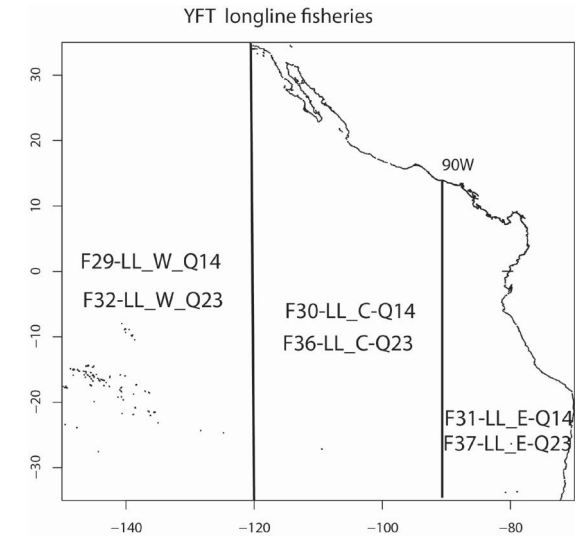 YFT longline fisheries
30
20
10
0
−10
−20
−30
90W
F29-LL_W_Q14
F32-LL_W_Q23
F30-LL_C-Q14
F36-LL_C-Q23
F31-LL_E-Q14
F37-LL_E-Q23
−140
−120
−100
−80